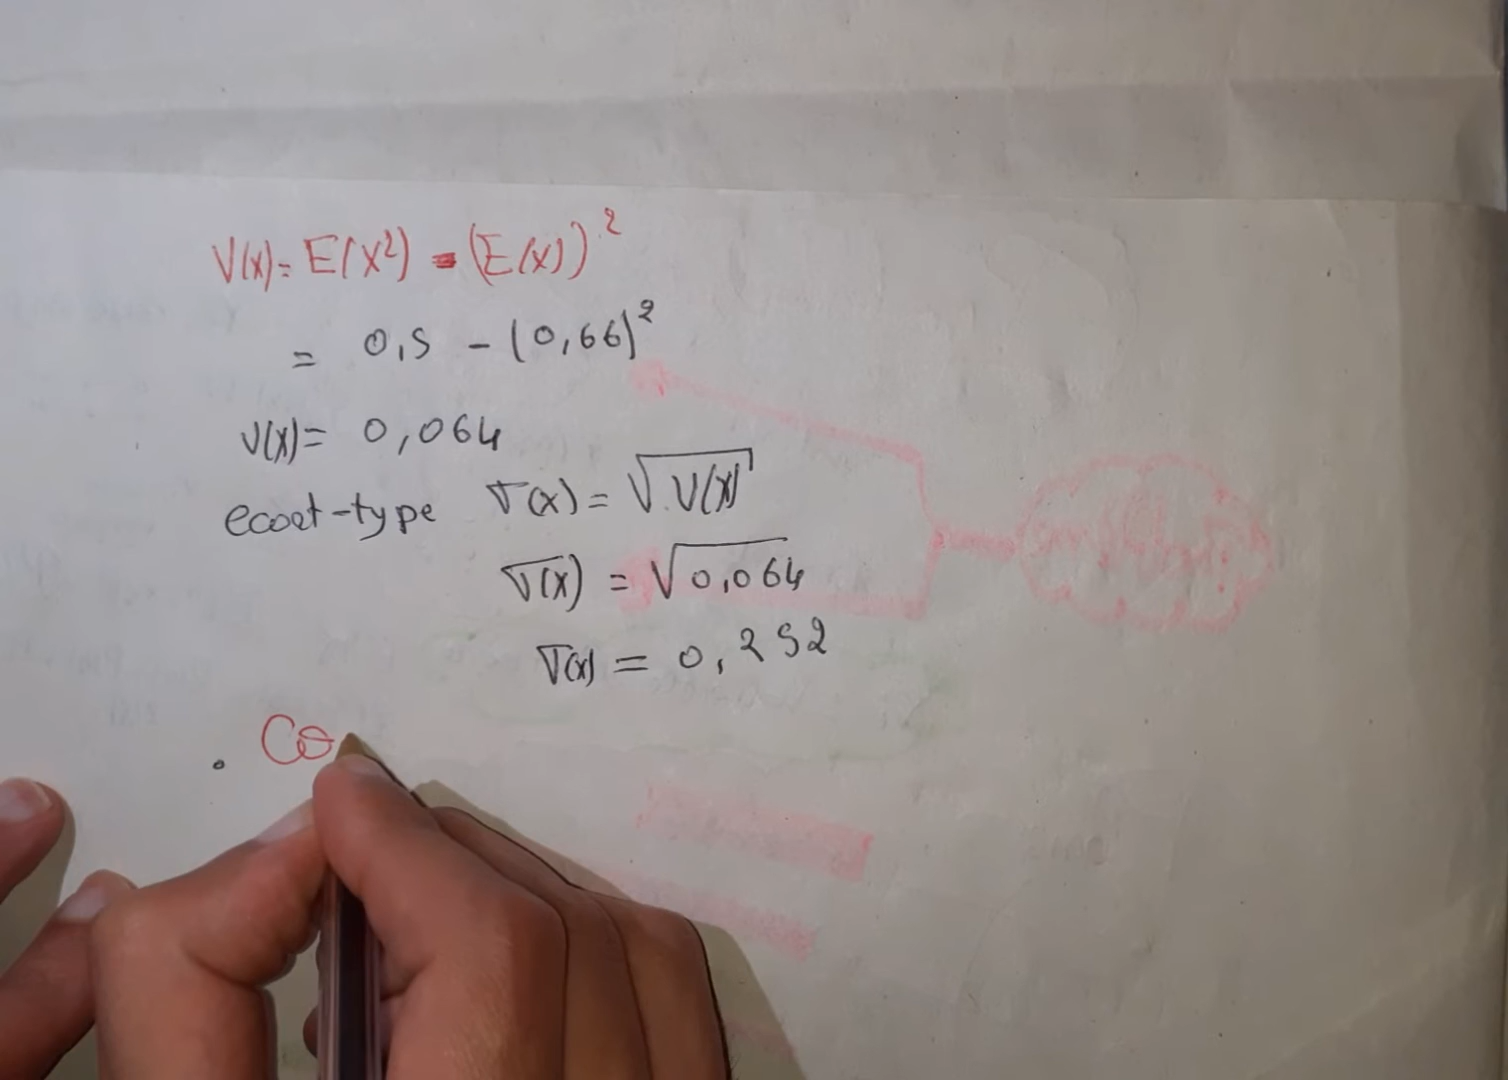 V(x)= E(X²) - (E(x))²
= 0,5 - (0,66)²
V(x)= 0,064
ecart-type σ(x) = √V(x)
σ(x) = √0,064
σ(x) = 0,252
. Co